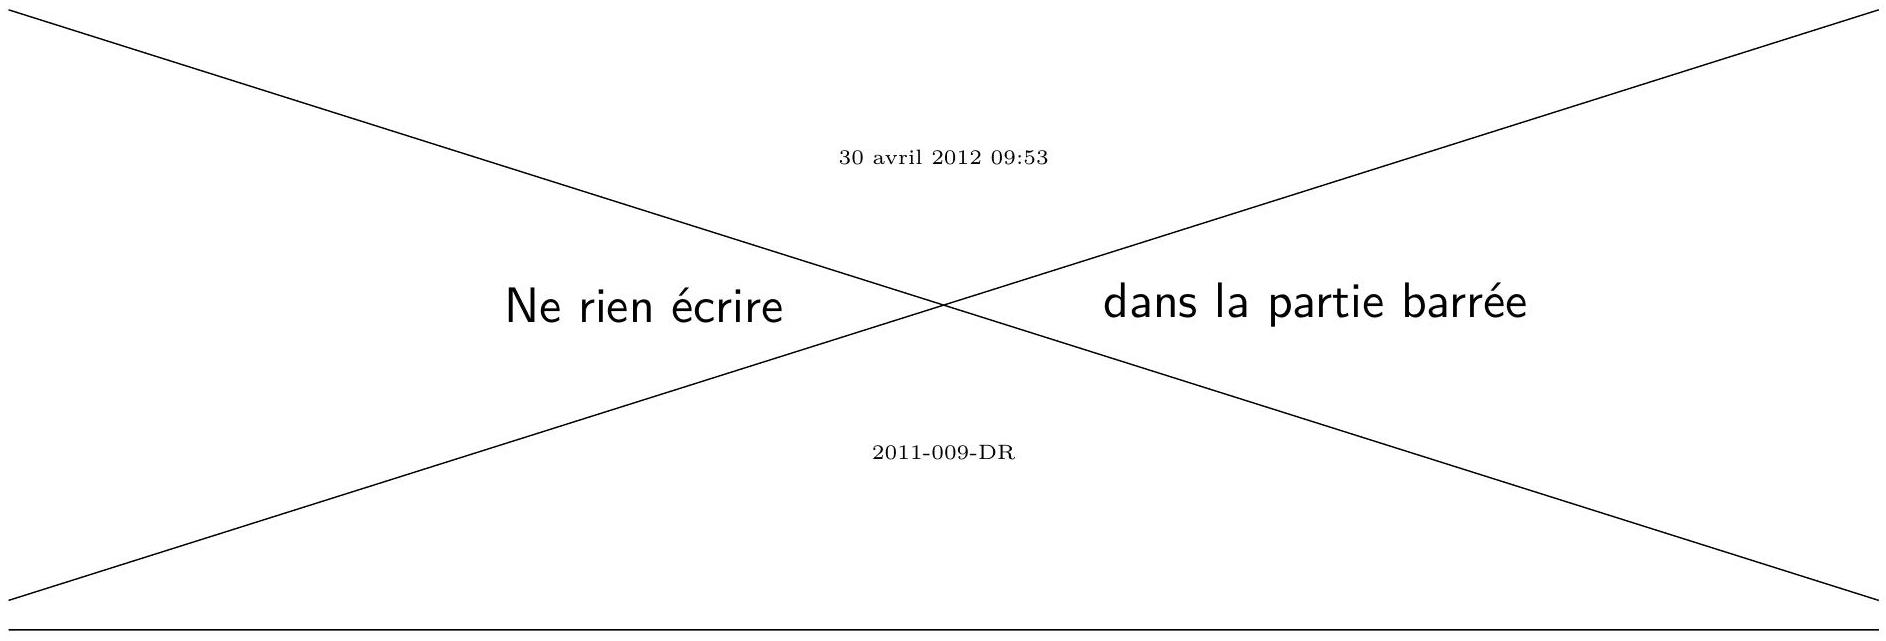 30 avril 2012 09:53
Ne rien écrire dans la partie barrée
2011-009-DR